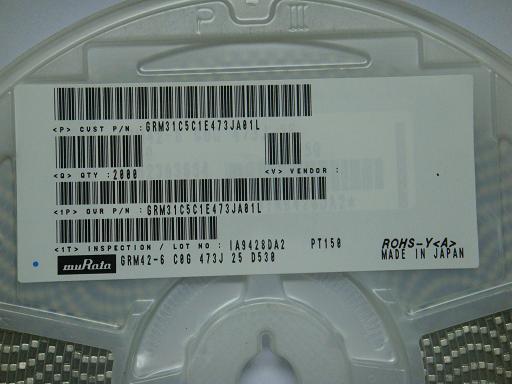 <P> CUST P/N : GRM31C5C1E473JA01L
<Q> QTY : 2000 <V> VENDOR :
<1P> OUR P/N : GRM31C5C1E473JA01L
<1T> INSPECTION / LOT NO : IA9428DA2 PT150 ROHS-Y<A>
muRata GRM42-6 C0G 473J 25 D530 MADE IN JAPAN